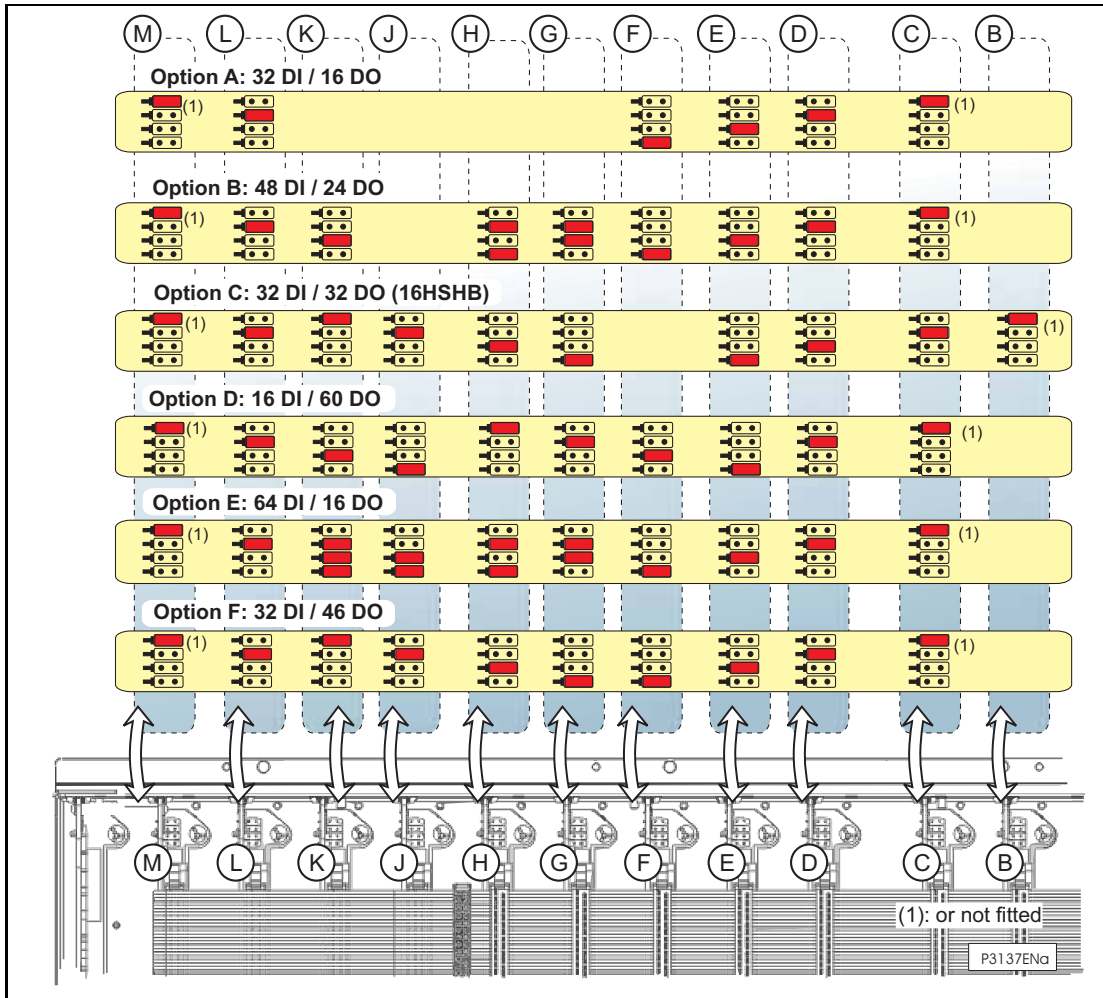 M L K J H G F E D C B
Option A: 32 DI / 16 DO
(1) (1)
Option B: 48 DI / 24 DO
(1) (1)
Option C: 32 DI / 32 DO (16HSHB)
(1) (1)
Option D: 16 DI / 60 DO
(1) (1)
Option E: 64 DI / 16 DO
(1) (1)
Option F: 32 DI / 46 DO
(1) (1)
M L K J H G F E D C B
(1): or not fitted
P3137ENa